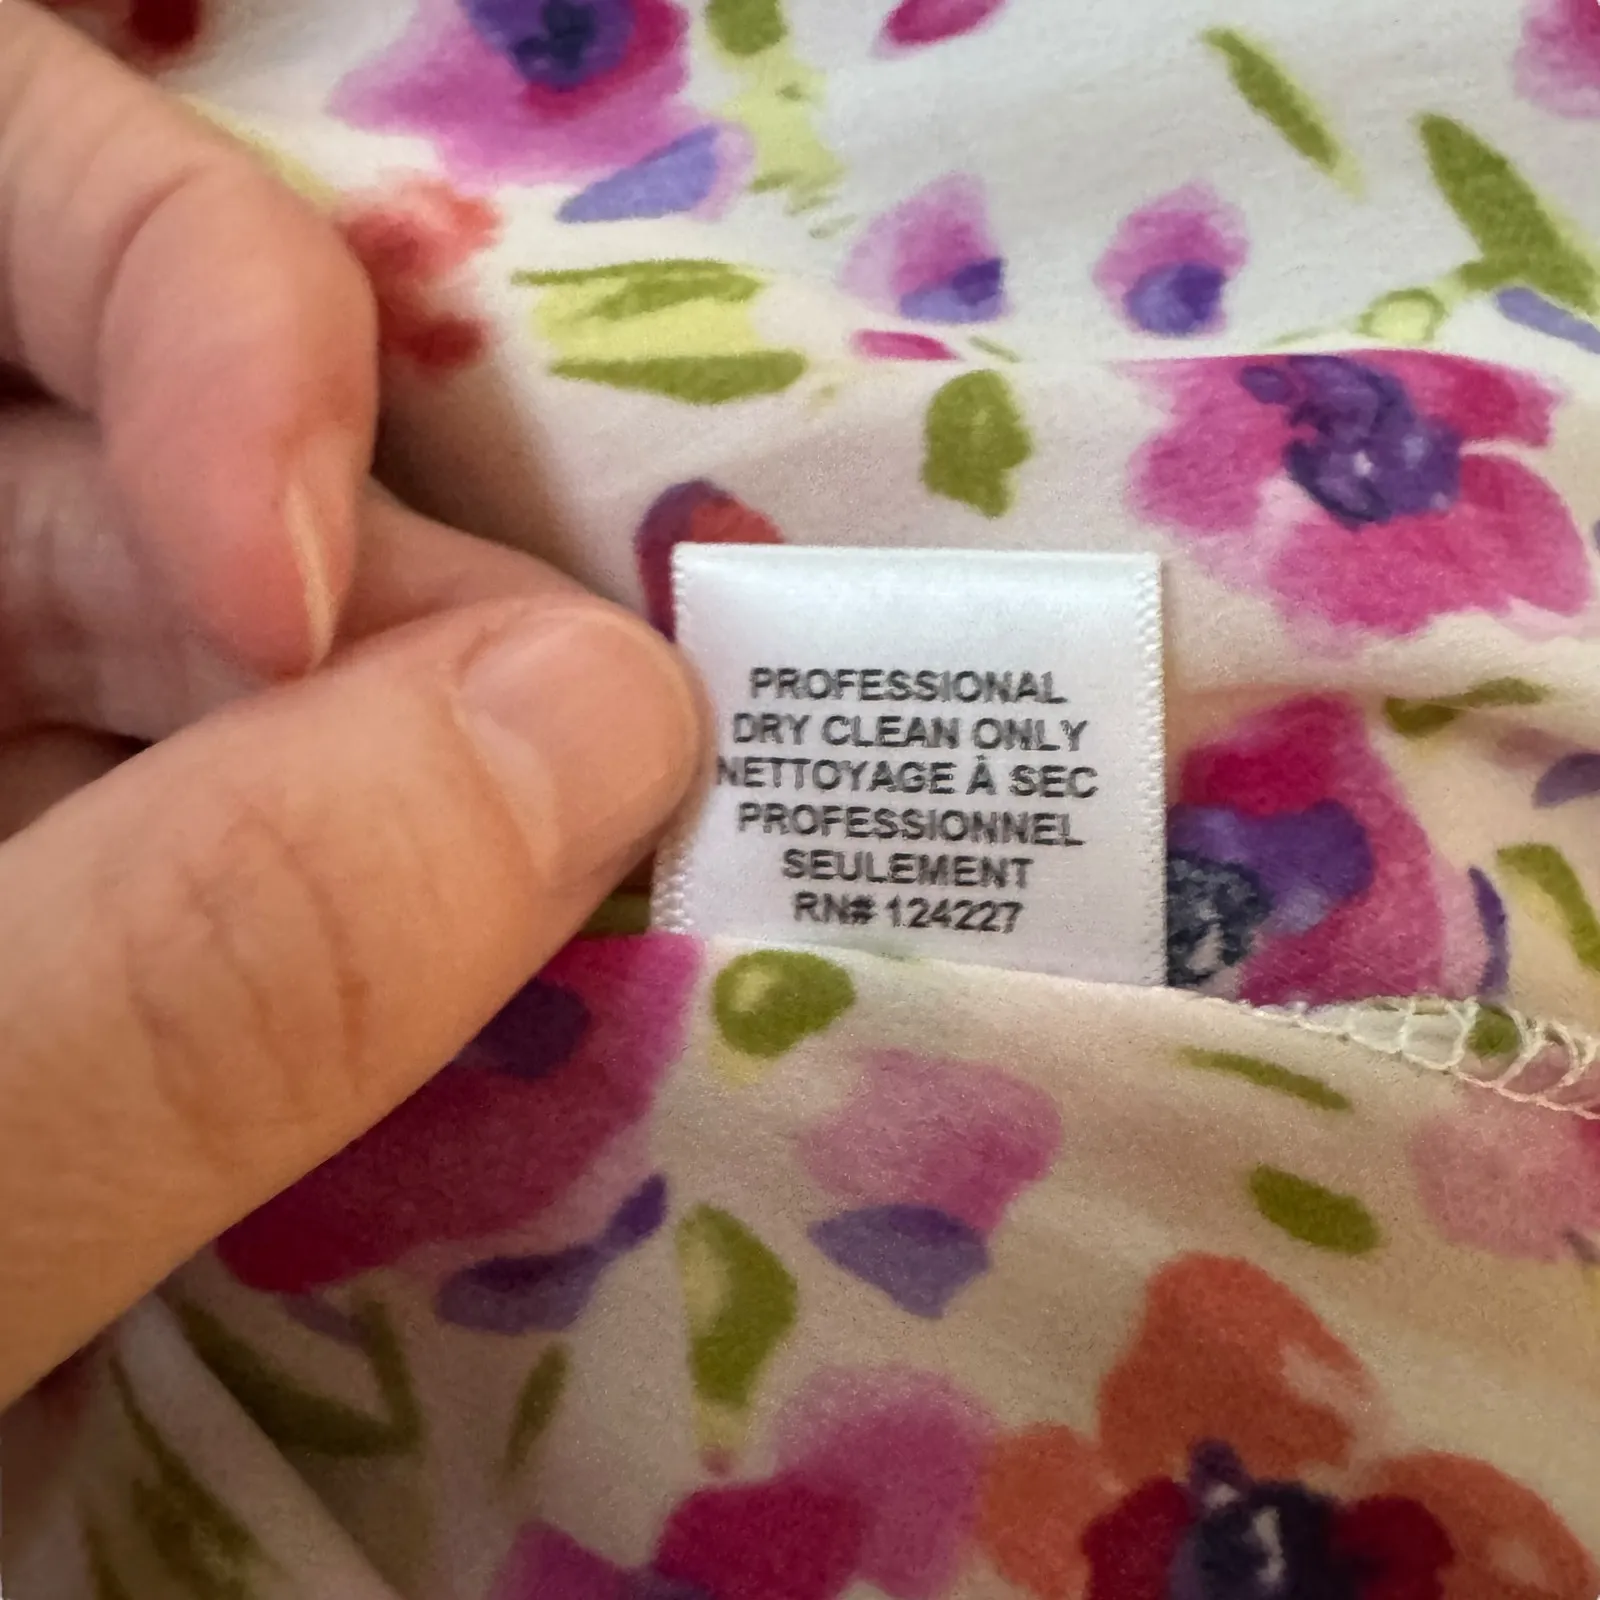 PROFESSIONAL
DRY CLEAN ONLY
NETTOYAGE À SEC
PROFESSIONNEL
SEULEMENT
RN# 124227